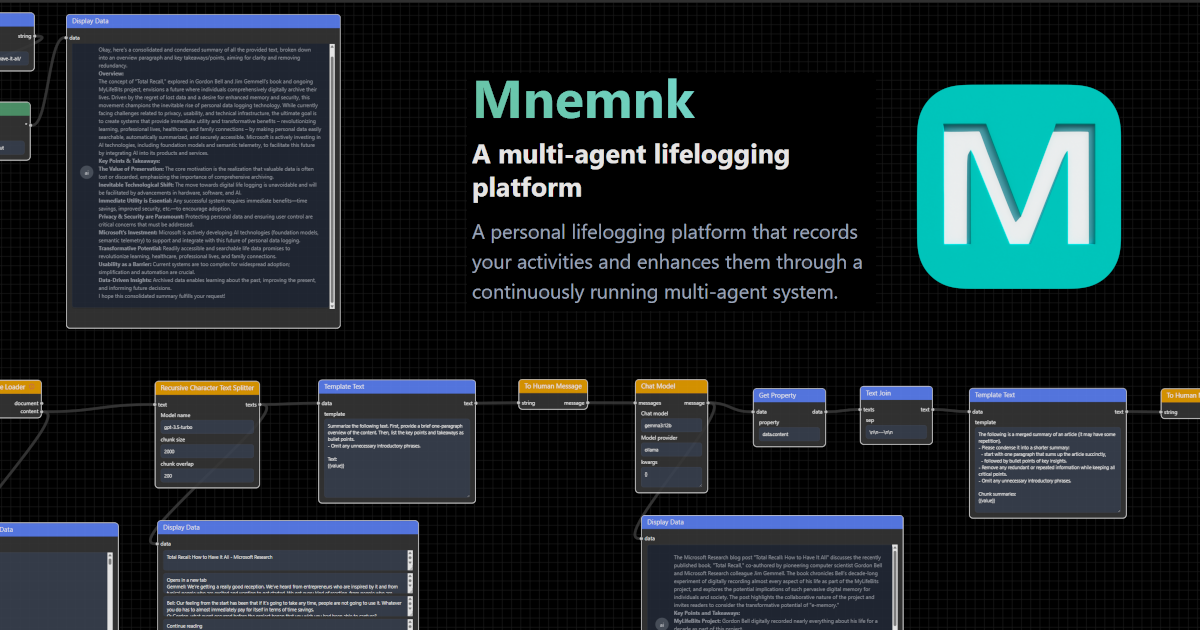 string
ave-it-all/
Display Data
data
Okay, here's a consolidated and condensed summary of all the provided text, broken down
into an overview paragraph and key takeaways/points, aiming for clarity and removing
redundancy.
Overview:
The concept of "Total Recall," explored in Gordon Bell and Jim Gemmell's book and ongoing
MyLifeBits project, envisions a future where individuals comprehensively digitally archive their
lives. Driven by the regret of lost data and a desire for enhanced memory and security, this
movement champions the inevitable rise of personal data logging technology. While currently
facing challenges related to privacy, usability, and technical infrastructure, the ultimate goal is
to create systems that provide immediate utility and transformative benefits – revolutionizing
learning, professional lives, healthcare, and family connections – by making personal data easily
searchable, automatically summarized, and securely accessible. Microsoft is actively investing in
AI technologies, including foundation models and semantic telemetry, to facilitate this future
by integrating AI into its products and services.
Key Points & Takeaways:
The Value of Preservation: The core motivation is the realization that valuable data is often
lost or discarded, emphasizing the importance of comprehensive archiving.
Inevitable Technological Shift: The move towards digital life logging is unavoidable and will
be facilitated by advancements in hardware, software, and AI.
Immediate Utility is Essential: Any successful system requires immediate benefits—time
savings, improved security, etc.—to encourage adoption.
Privacy & Security are Paramount: Protecting personal data and ensuring user control are
critical concerns that must be addressed.
Microsoft's Investment: Microsoft is actively developing AI technologies (foundation models,
semantic telemetry) to support and integrate with this future of personal data logging.
Transformative Potential: Readily accessible and searchable life data promises to
revolutionize learning, healthcare, professional lives, and family connections.
Usability as a Barrier: Current systems are too complex for widespread adoption;
simplification and automation are crucial.
Data-Driven Insights: Archived data enables learning about the past, improving the present,
and informing future decisions.
I hope this consolidated summary fulfills your request!
ai
Mnemnk
A multi-agent lifelogging
platform
A personal lifelogging platform that records
your activities and enhances them through a
continuously running multi-agent system.
M
e Loader
document
content
Recursive Character Text Splitter
text texts
Model name
gpt-3.5-turbo
chunk size
2000
chunk overlap
200
Template Text
data text
template
Summarize the following text. First, provide a brief one-paragraph
overview of the content. Then, list the key points and takeaways as
bullet points.
- Omit any unnecessary introductory phrases.
Text:
{{value}}
To Human Message
string message
Chat Model
messages message
Chat model
gemma3:12b
Model provider
ollama
kwargs
{}
Get Property
data data
property
data.content
Text Join
texts text
sep
\n\n---\n\n
Template Text
data text
template
The following is a merged summary of an article (it may have some
repetition).
- Please condense it into a shorter summary:
- start with one paragraph that sums up the article succinctly,
- followed by bullet points of key insights.
- Remove any redundant or repeated information while keeping all
critical points.
- Omit any unnecessary introductory phrases.
Chunk summaries:
{{value}}
To Human
string
Data
Display Data
data
Total Recall: How to Have It All - Microsoft Research
Opens in a new tab
Gemmell: We're getting a really good reception. We've heard from entrepreneurs who are inspired by it and from
Bell: Our feeling from the start has been that if it's going to take any time, people are not going to use it. Whatever
you do has to almost immediately pay for itself in terms of time savings.
Continue reading
Display Data
data
The Microsoft Research blog post "Total Recall: How to Have It All" discusses the recently
published book, "Total Recall," co-authored by pioneering computer scientist Gordon Bell
and Microsoft Research colleague Jim Gemmell. The book chronicles Bell's decade-long
experiment of digitally recording almost every aspect of his life as part of the MyLifeBits
project, and explores the potential implications of such pervasive digital memory for
individuals and society. The post highlights the collaborative nature of the project and
invites readers to consider the transformative potential of "e-memory."
Key Points and Takeaways:
ai
MyLifeBits Project: Gordon Bell digitally recorded nearly everything about his life for a
decade as part of this project.